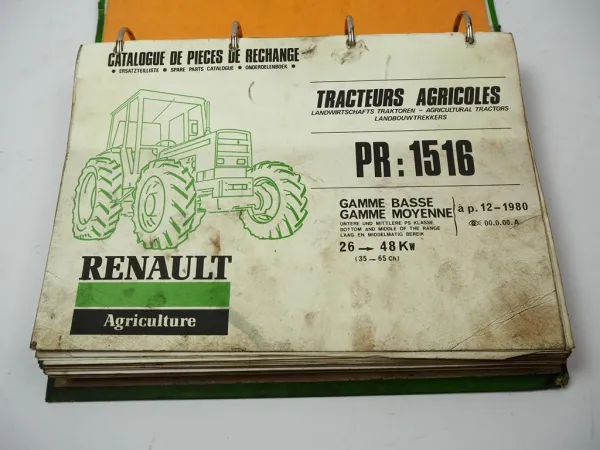 CATALOGUE DE PIECES DE RECHANGE
• ERSATZTEILLISTE • SPARE PARTS CATALOGUE • ONDERDELENBOEK •
TRACTEURS AGRICOLES
LANDWIRTSCHAFTS TRAKTOREN - AGRICULTURAL TRACTORS
LANDBOUWTREKKERS
PR: 1516
GAMME BASSE
GAMME MOYENNE
à p. 12-1980
UNTERE UND MITTLERE PS KLASSE
BOTTOM AND MIDDLE OF THE RANGE
LAAG EN MIDDELMATIG BEREIK
00.0.00.A
26 → 48 Kw
(35 — 65 Ch)
RENAULT
Agriculture